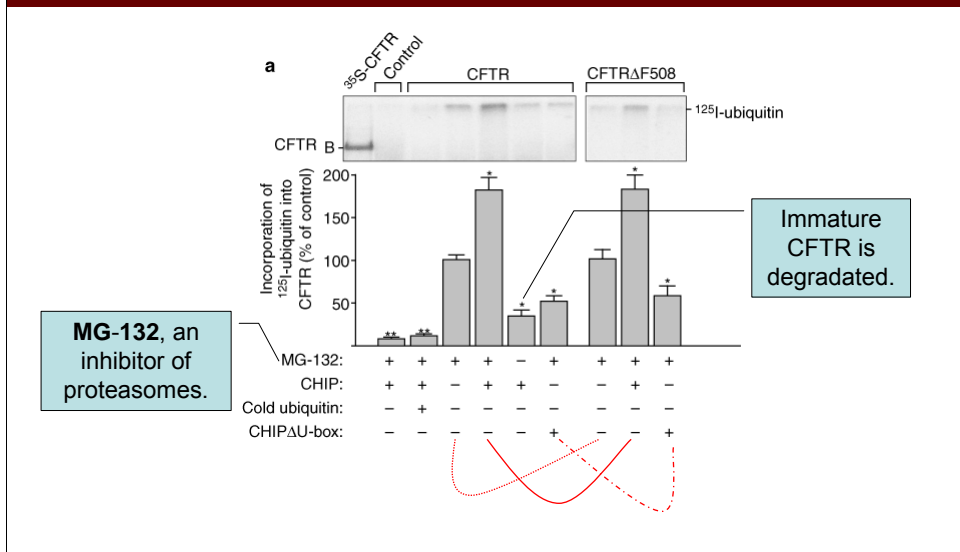 a
³⁵S-CFTR
Control
CFTR
CFTRΔF508
¹²⁵I-ubiquitin
CFTR B
Incorporation of
¹²⁵I-ubiquitin into
CFTR (% of control)
200
150
100
50
** ** * * * * *
Immature
CFTR is
degradated.
MG-132, an
inhibitor of
proteasomes.
MG-132: + + + + – + + + +
CHIP: + + – + + – – + –
Cold ubiquitin: – + – – – – – – –
CHIPΔU-box: – – – – – + – – +